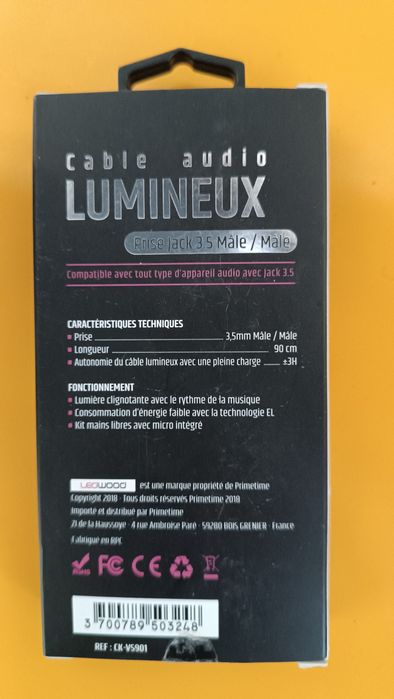 Cable audio
LUMINEUX
Prise Jack 3.5 Mâle / Mâle
Compatible avec tout type d'appareil audio avec Jack 3.5
CARACTÉRISTIQUES TECHNIQUES
▪ Prise 3,5mm Mâle / Mâle
▪ Longueur 90 cm
▪ Autonomie du câble lumineux avec une pleine charge ±3H
FONCTIONNEMENT
▪ Lumière clignotante avec le rythme de la musique
▪ Consommation d'énergie faible avec la technologie EL
▪ Kit mains libres avec micro intégré
LEDWOOD est une marque propriété de Primetime
Copyright 2018 - Tous droits réservés Primetime 2018
Importé et distribué par Primetime
ZI de la Houssoye - 4 rue Ambroise Paré - 59280 BOIS GRENIER - France
Fabriqué en RPC
RoHS FC CE
3 700789 503248
REF : CK-V5901